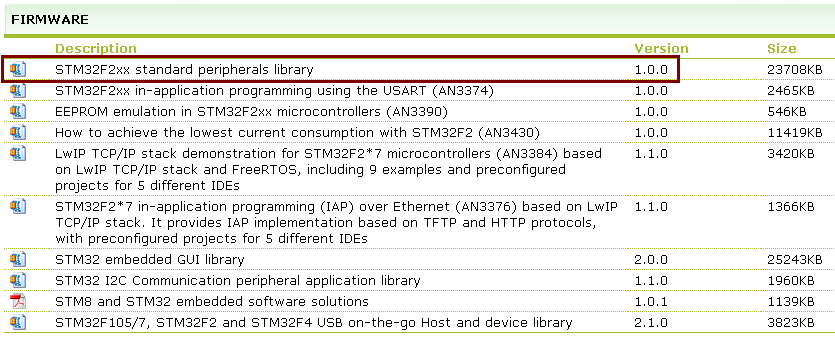 FIRMWARE
Description Version Size
STM32F2xx standard peripherals library 1.0.0 23708KB
STM32F2xx in-application programming using the USART (AN3374) 1.0.0 2465KB
EEPROM emulation in STM32F2xx microcontrollers (AN3390) 1.0.0 546KB
How to achieve the lowest current consumption with STM32F2 (AN3430) 1.0.0 11419KB
LwIP TCP/IP stack demonstration for STM32F2*7 microcontrollers (AN3384) based 1.1.0 3420KB
on LwIP TCP/IP stack and FreeRTOS, including 9 examples and preconfigured
projects for 5 different IDEs
STM32F2*7 in-application programming (IAP) over Ethernet (AN3376) based on LwIP 1.1.0 1366KB
TCP/IP stack. It provides IAP implementation based on TFTP and HTTP protocols,
with preconfigured projects for 5 different IDEs
STM32 embedded GUI library 2.0.0 25243KB
STM32 I2C Communication peripheral application library 1.1.0 1960KB
STM8 and STM32 embedded software solutions 1.0.1 1139KB
STM32F105/7, STM32F2 and STM32F4 USB on-the-go Host and device library 2.1.0 3823KB